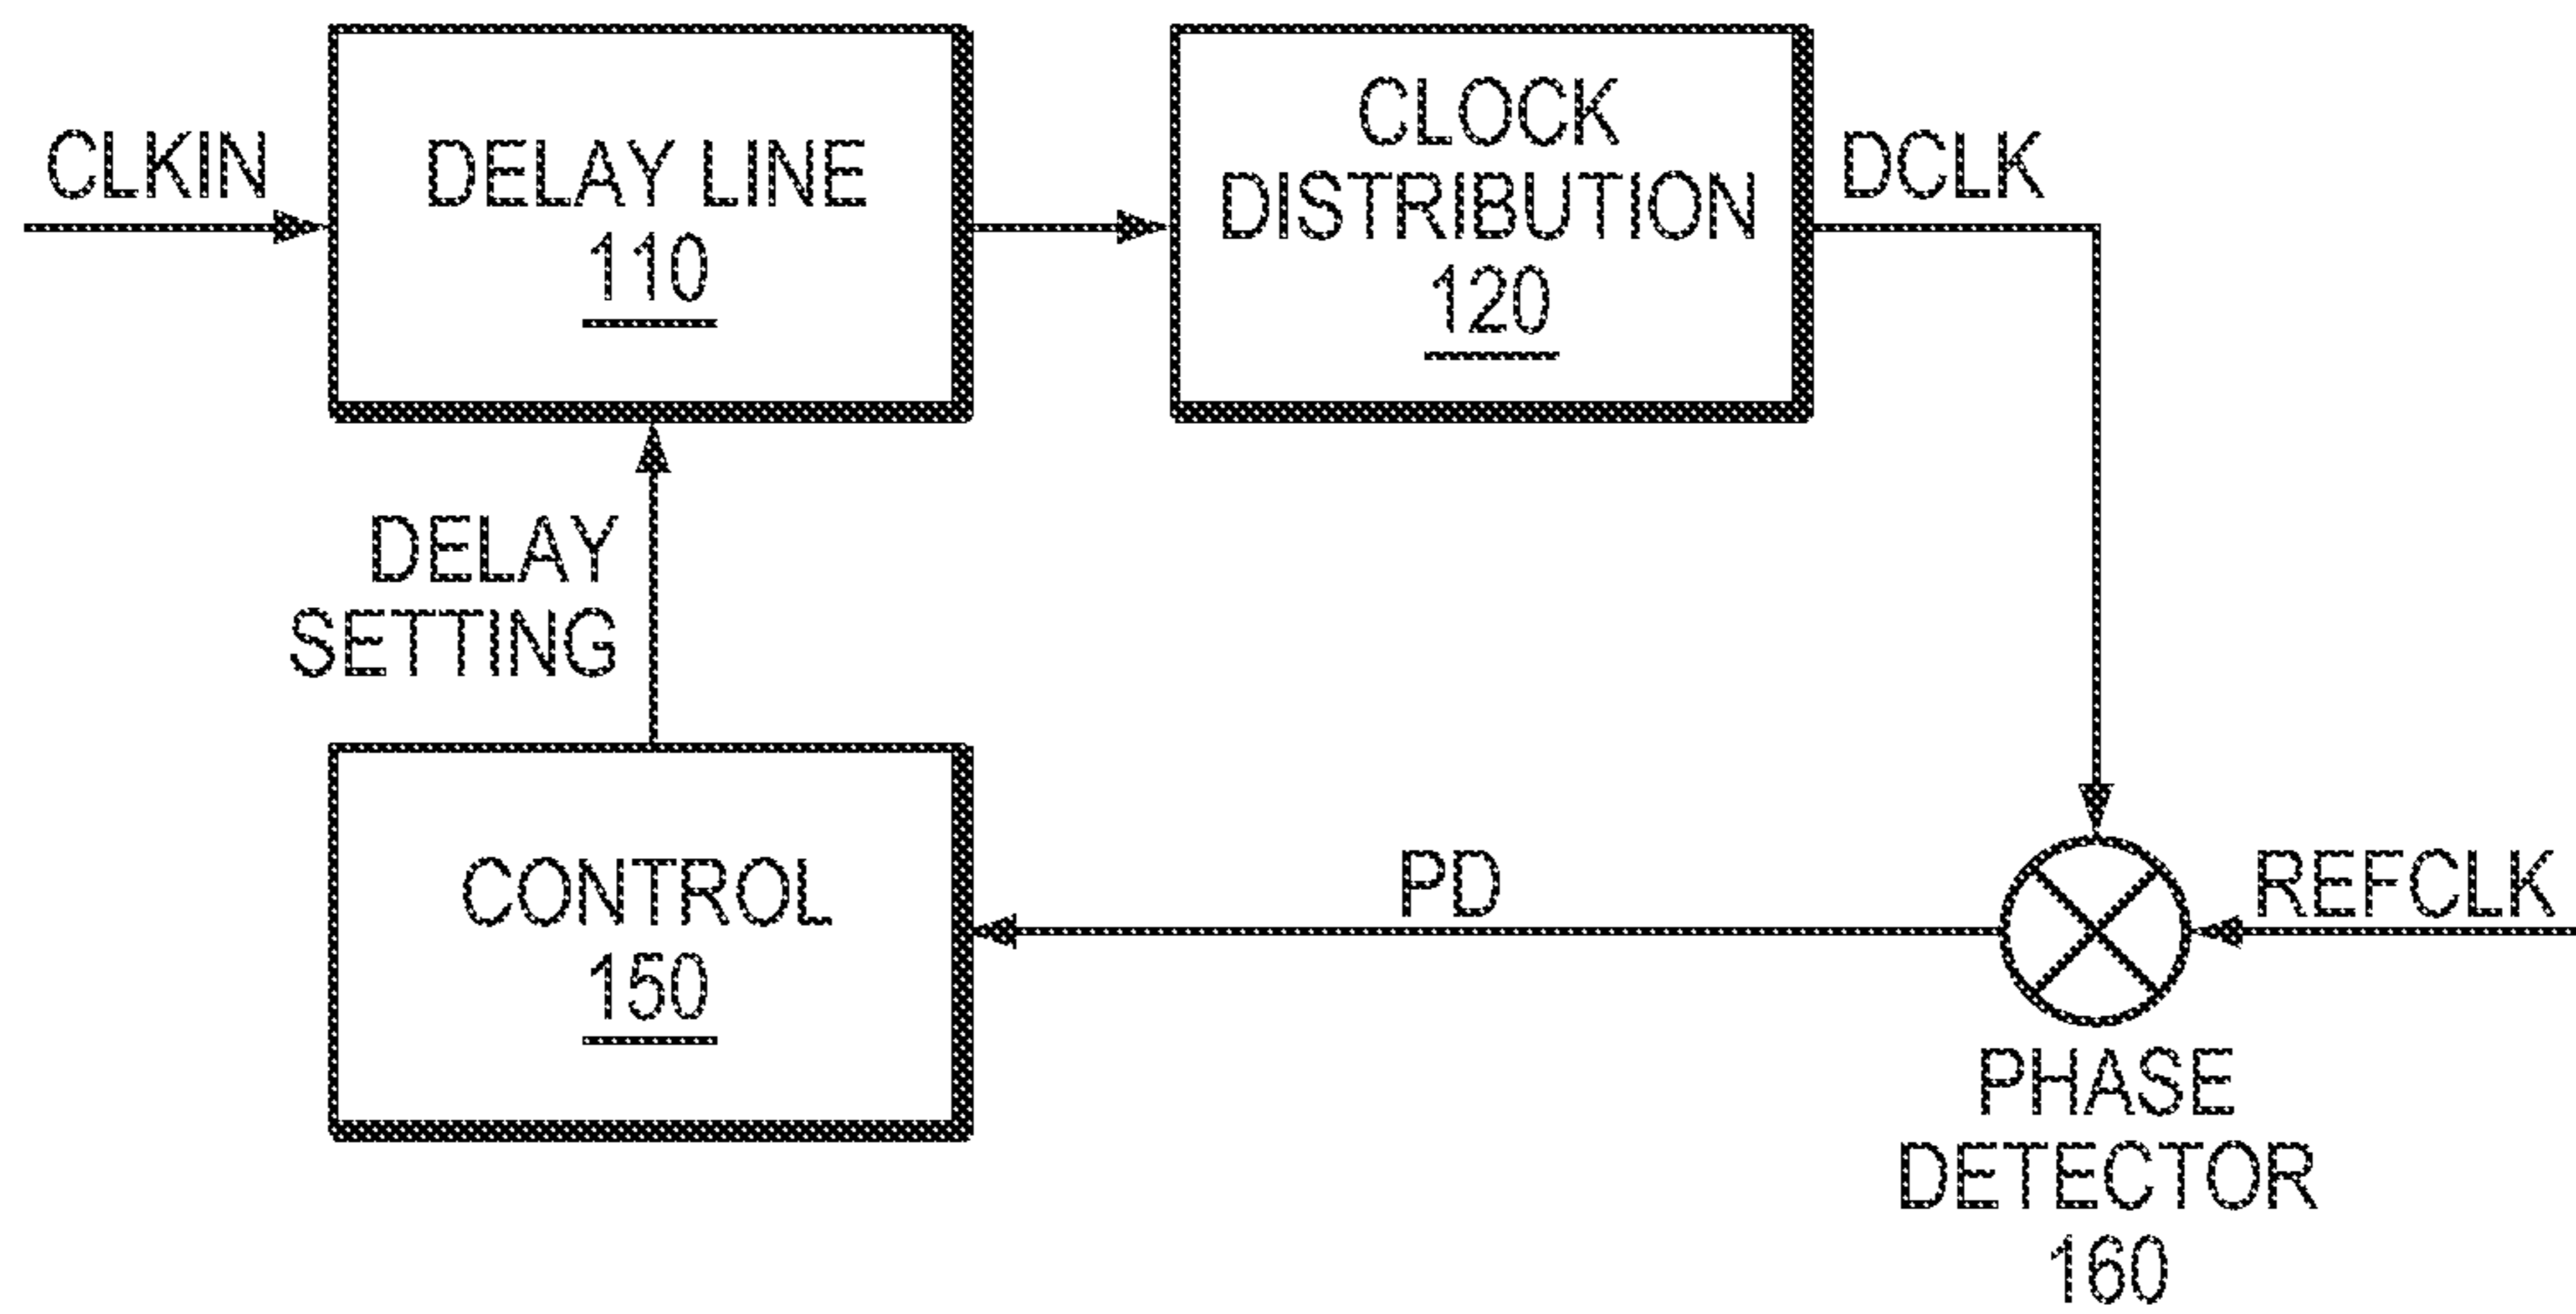 CLKIN
DELAY LINE
110
CLOCK
DISTRIBUTION
120
DCLK
DELAY
SETTING
CONTROL
150
PD
REFCLK
PHASE
DETECTOR
160